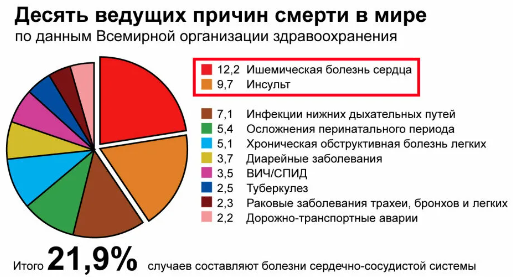 Десять ведущих причин смерти в мире
по данным Всемирной организации здравоохранения
12,2 Ишемическая болезнь сердца
9,7 Инсульт
7,1 Инфекции нижних дыхательных путей
5,4 Осложнения перинатального периода
5,1 Хроническая обструктивная болезнь легких
3,7 Диарейные заболевания
3,5 ВИЧ/СПИД
2,5 Туберкулез
2,3 Раковые заболевания трахеи, бронхов и легких
2,2 Дорожно-транспортные аварии
Итого 21,9% случаев составляют болезни сердечно-сосудистой системы